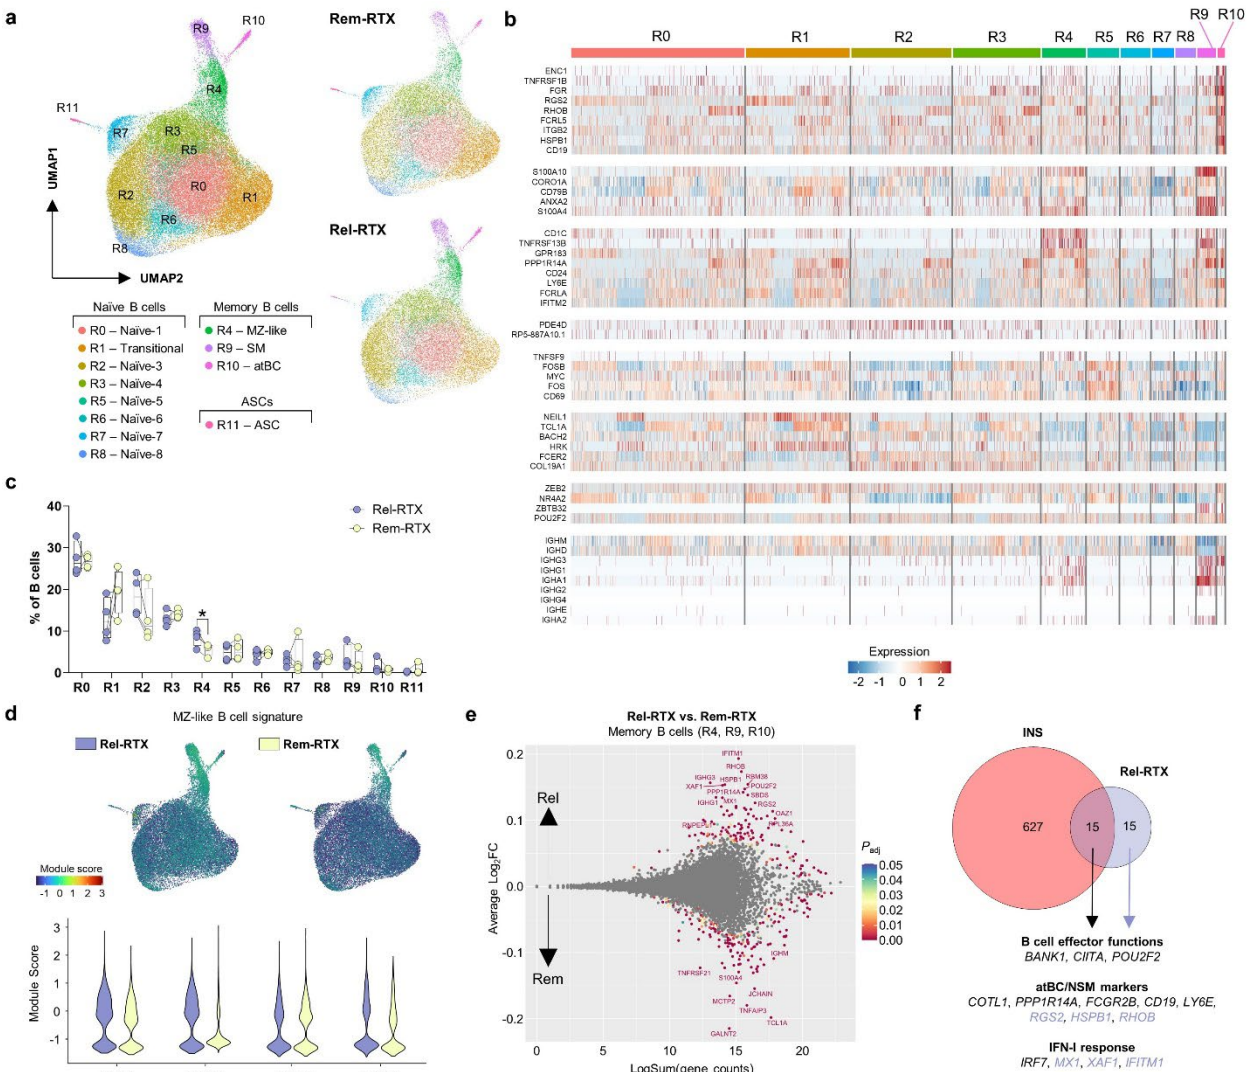 a
Rem-RTX
Rel-RTX
R9
R10
R4
R11
R7
R3
R5
R0
R2
R1
R6
R8
UMAP1
UMAP2
Naïve B cells
R0 – Naïve-1
R1 – Transitional
R2 – Naïve-3
R3 – Naïve-4
R5 – Naïve-5
R6 – Naïve-6
R7 – Naïve-7
R8 – Naïve-8
Memory B cells
R4 – MZ-like
R9 – SM
R10 – atBC
ASCs
R11 – ASC
b
R0 R1 R2 R3 R4 R5 R6 R7 R8 R9 R10
ENC1
TNFRSF1B
FGR
RGS2
RHOB
FCRL5
ITGB2
HSPB1
CD19
S100A10
CORO1A
CD79B
ANXA2
S100A4
CD1C
TNFRSF13B
GPR183
PPP1R14A
CD24
LY6E
FCRLA
IFITM2
PDE4D
RP5-887A10.1
TNFSF9
FOSB
MYC
FOS
CD69
NEIL1
TCL1A
BACH2
HRK
FCER2
COL19A1
ZEB2
NR4A2
ZBTB32
POU2F2
IGHM
IGHD
IGHG3
IGHG1
IGHA1
IGHG2
IGHG4
IGHE
IGHA2
Expression
-2 -1 0 1 2
c
% of B cells
40
30
20
10
0
Rel-RTX
Rem-RTX
*
R0 R1 R2 R3 R4 R5 R6 R7 R8 R9 R10 R11
d
MZ-like B cell signature
Rel-RTX
Rem-RTX
Module score
-1 0 1 2 3
Module Score
3
2
1
0
-1
e
Rel-RTX vs. Rem-RTX
Memory B cells (R4, R9, R10)
Average Log2FC
0.2
0.1
0.0
-0.1
-0.2
Rel
Rem
IFITM1
RHOB
IGHG3
HSPB1
RBM38
XAF1
POU2F2
PPP1R14A
SBDS
IGHG1
MX1
RGS2
OAZ1
RPL36A
IGHM
TNFRSF21
S100A4
JCHAIN
MCTP2
TNFAIP3
TCL1A
GALNT2
0 5 10 15 20
LogSum(gene counts)
Padj
0.05
0.04
0.03
0.02
0.01
0.00
f
INS
Rel-RTX
627
15
15
B cell effector functions
BANK1, CIITA, POU2F2
atBC/NSM markers
COTL1, PPP1R14A, FCGR2B, CD19, LY6E,
RGS2, HSPB1, RHOB
IFN-I response
IRF7, MX1, XAF1, IFITM1